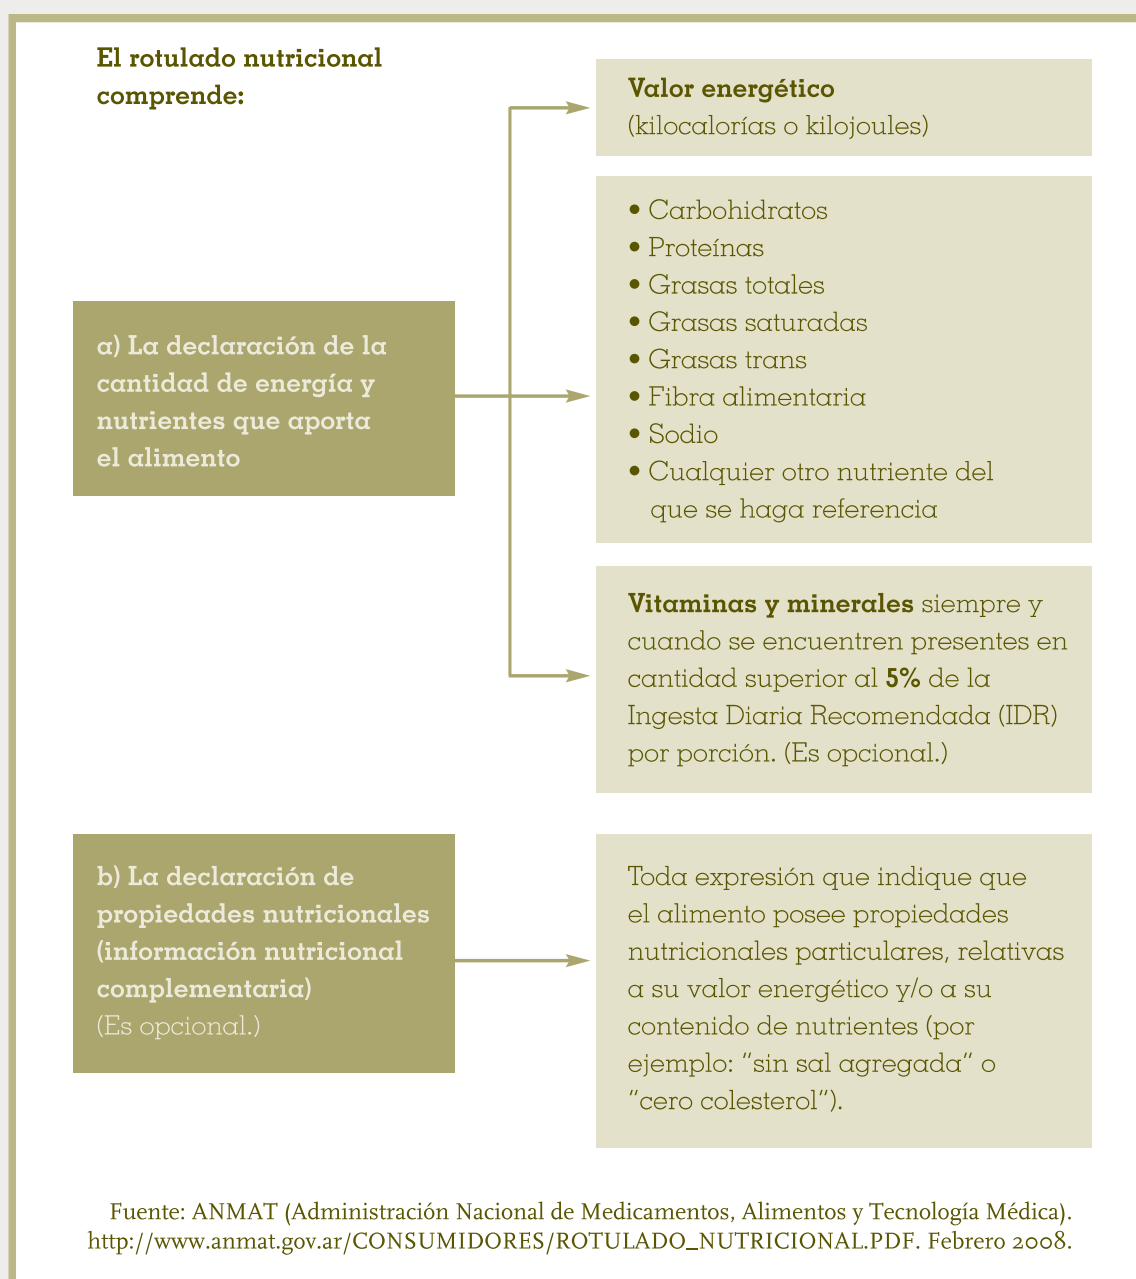 El rotulado nutricional
comprende:
a) La declaración de la
cantidad de energía y
nutrientes que aporta
el alimento
Valor energético
(kilocalorías o kilojoules)
• Carbohidratos
• Proteínas
• Grasas totales
• Grasas saturadas
• Grasas trans
• Fibra alimentaria
• Sodio
• Cualquier otro nutriente del
que se haga referencia
Vitaminas y minerales siempre y
cuando se encuentren presentes en
cantidad superior al 5% de la
Ingesta Diaria Recomendada (IDR)
por porción. (Es opcional.)
b) La declaración de
propiedades nutricionales
(información nutricional
complementaria)
(Es opcional.)
Toda expresión que indique que
el alimento posee propiedades
nutricionales particulares, relativas
a su valor energético y/o a su
contenido de nutrientes (por
ejemplo: “sin sal agregada” o
“cero colesterol”).
Fuente: ANMAT (Administración Nacional de Medicamentos, Alimentos y Tecnología Médica).
http://www.anmat.gov.ar/CONSUMIDORES/ROTULADO_NUTRICIONAL.PDF. Febrero 2008.